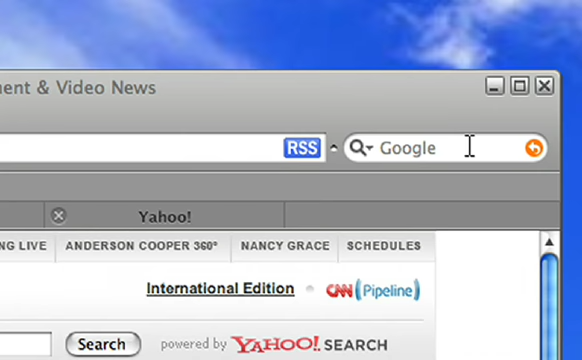 ent & Video News
RSS
Google
Yahoo!
NG LIVE
ANDERSON COOPER 360°
NANCY GRACE
SCHEDULES
International Edition
CNN (Pipeline)
Search
powered by YAHOO! SEARCH